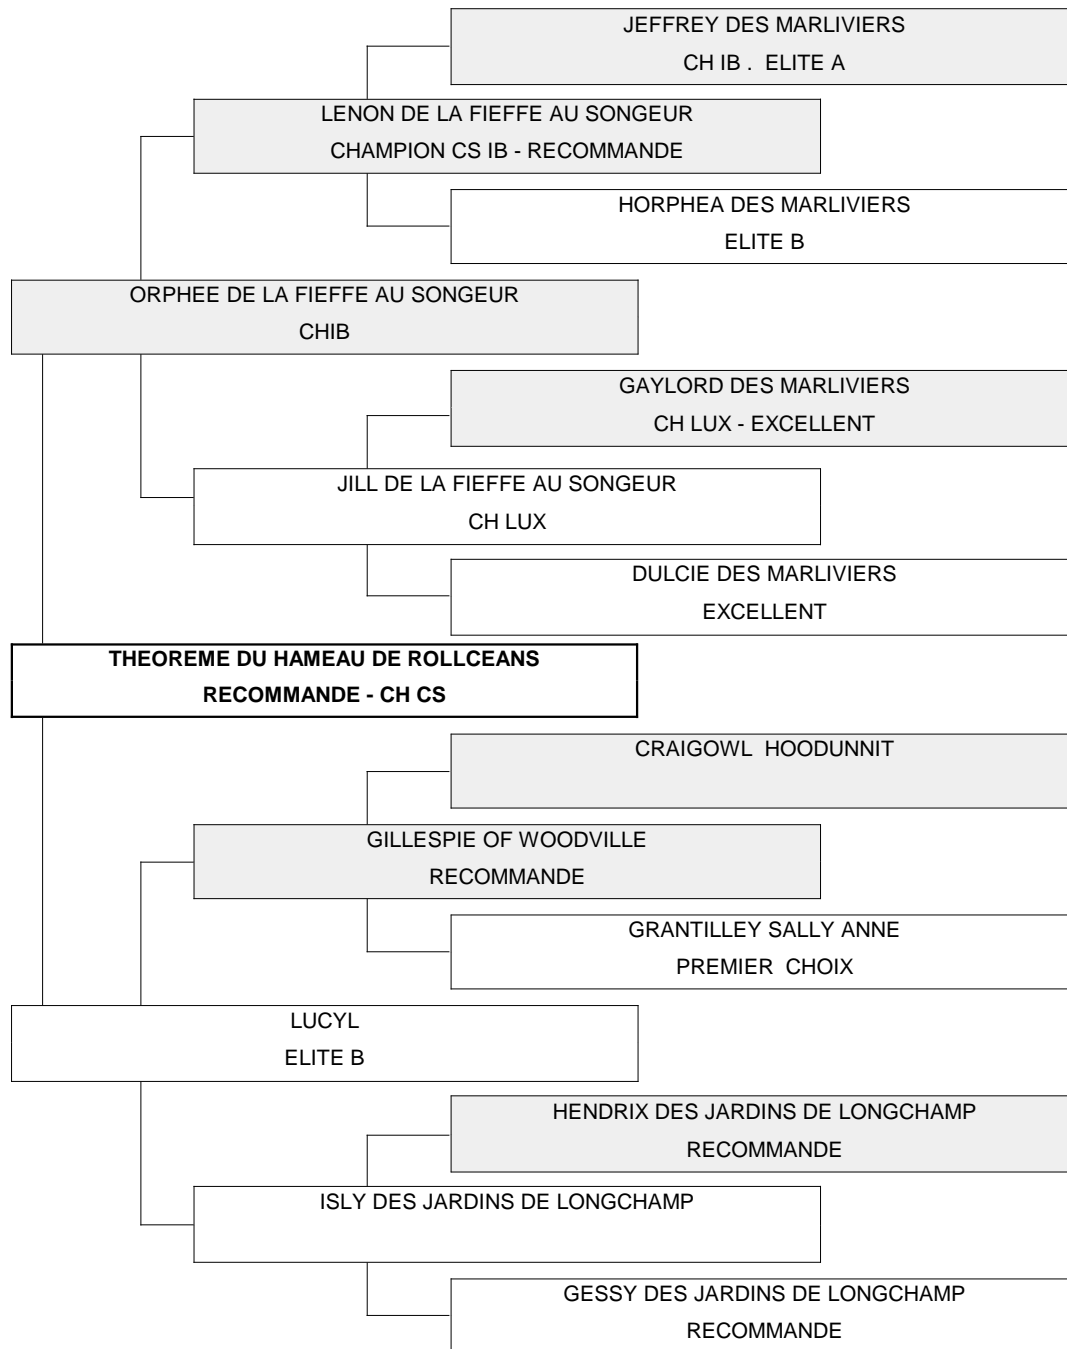 JEFFREY DES MARLIVIERS
CH IB . ELITE A
LENON DE LA FIEFFE AU SONGEUR
CHAMPION CS IB - RECOMMANDE
HORPHEA DES MARLIVIERS
ELITE B
ORPHEE DE LA FIEFFE AU SONGEUR
CHIB
GAYLORD DES MARLIVIERS
CH LUX - EXCELLENT
JILL DE LA FIEFFE AU SONGEUR
CH LUX
DULCIE DES MARLIVIERS
EXCELLENT
THEOREME DU HAMEAU DE ROLLCEANS
RECOMMANDE - CH CS
CRAIGOWL HOODUNNIT
GILLESPIE OF WOODVILLE
RECOMMANDE
GRANTILLEY SALLY ANNE
PREMIER CHOIX
LUCYL
ELITE B
HENDRIX DES JARDINS DE LONGCHAMP
RECOMMANDE
ISLY DES JARDINS DE LONGCHAMP
GESSY DES JARDINS DE LONGCHAMP
RECOMMANDE